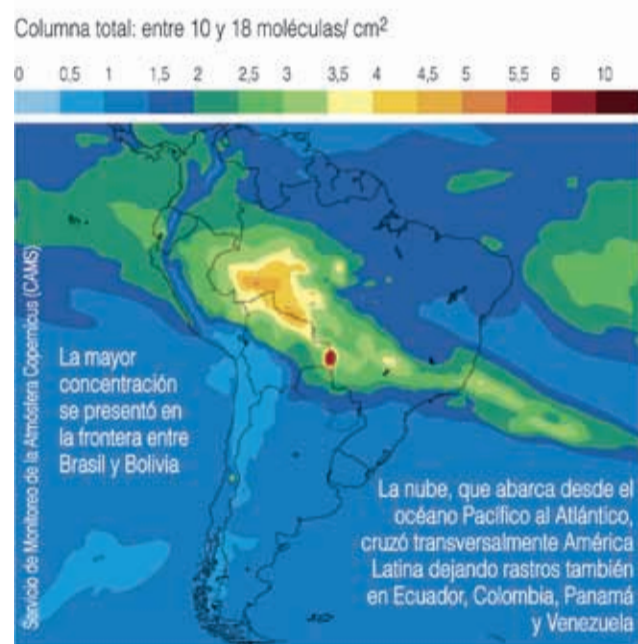 Columna total: entre 10 y 18 moléculas/ cm²
0 0,5 1 1,5 2 2,5 3 3,5 4 4,5 5 5,5 6 10
Servicio de Monitoreo de la Atmósfera Copernicus (CAMS)
La mayor
concentración
se presentó en
la frontera entre
Brasil y Bolivia
La nube, que abarca desde el
océano Pacífico al Atlántico,
cruzó transversalmente América
Latina dejando rastros también
en Ecuador, Colombia, Panamá
y Venezuela